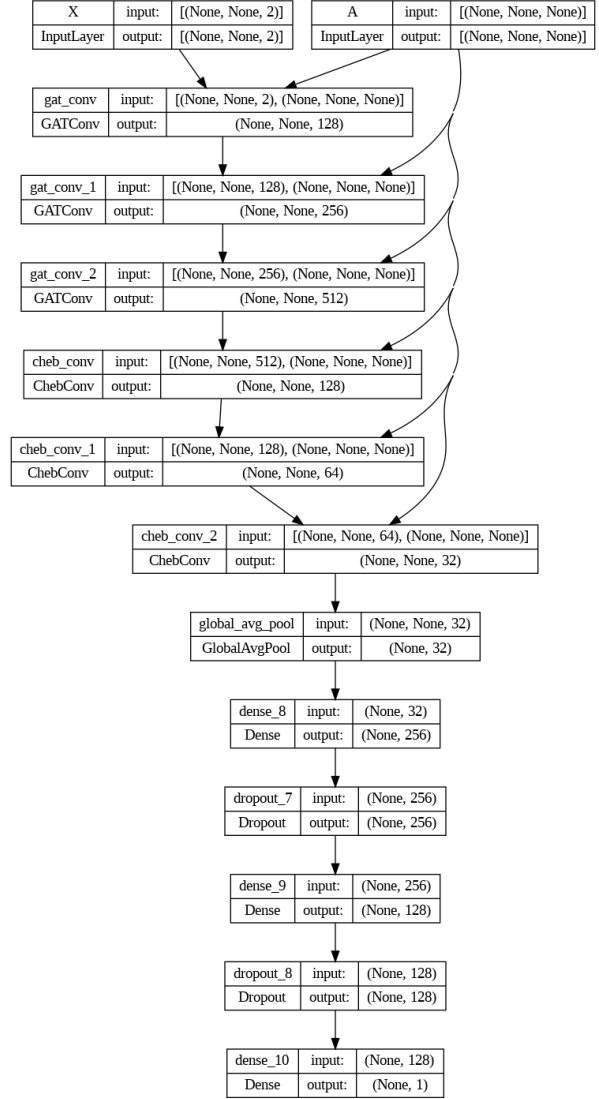 X input: [(None, None, 2)]
InputLayer output: [(None, None, 2)]
A input: [(None, None, None)]
InputLayer output: [(None, None, None)]
gat_conv input: [(None, None, 2), (None, None, None)]
GATConv output: (None, None, 128)
gat_conv_1 input: [(None, None, 128), (None, None, None)]
GATConv output: (None, None, 256)
gat_conv_2 input: [(None, None, 256), (None, None, None)]
GATConv output: (None, None, 512)
cheb_conv input: [(None, None, 512), (None, None, None)]
ChebConv output: (None, None, 128)
cheb_conv_1 input: [(None, None, 128), (None, None, None)]
ChebConv output: (None, None, 64)
cheb_conv_2 input: [(None, None, 64), (None, None, None)]
ChebConv output: (None, None, 32)
global_avg_pool input: (None, None, 32)
GlobalAvgPool output: (None, 32)
dense_8 input: (None, 32)
Dense output: (None, 256)
dropout_7 input: (None, 256)
Dropout output: (None, 256)
dense_9 input: (None, 256)
Dense output: (None, 128)
dropout_8 input: (None, 128)
Dropout output: (None, 128)
dense_10 input: (None, 128)
Dense output: (None, 1)